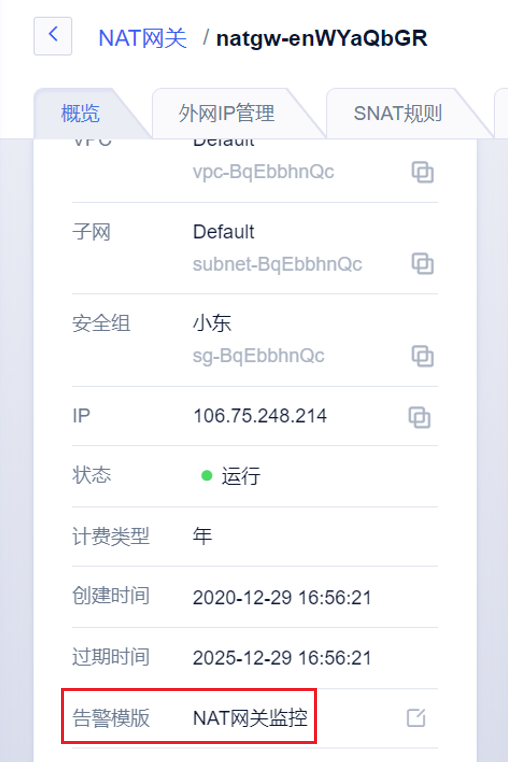 NAT网关 / natgw-enWYaQbGR
概览 外网IP管理 SNAT规则
VPC Default
vpc-BqEbbhnQc
子网 Default
subnet-BqEbbhnQc
安全组 小东
sg-BqEbbhnQc
IP 106.75.248.214
状态 运行
计费类型 年
创建时间 2020-12-29 16:56:21
过期时间 2025-12-29 16:56:21
告警模版 NAT网关监控